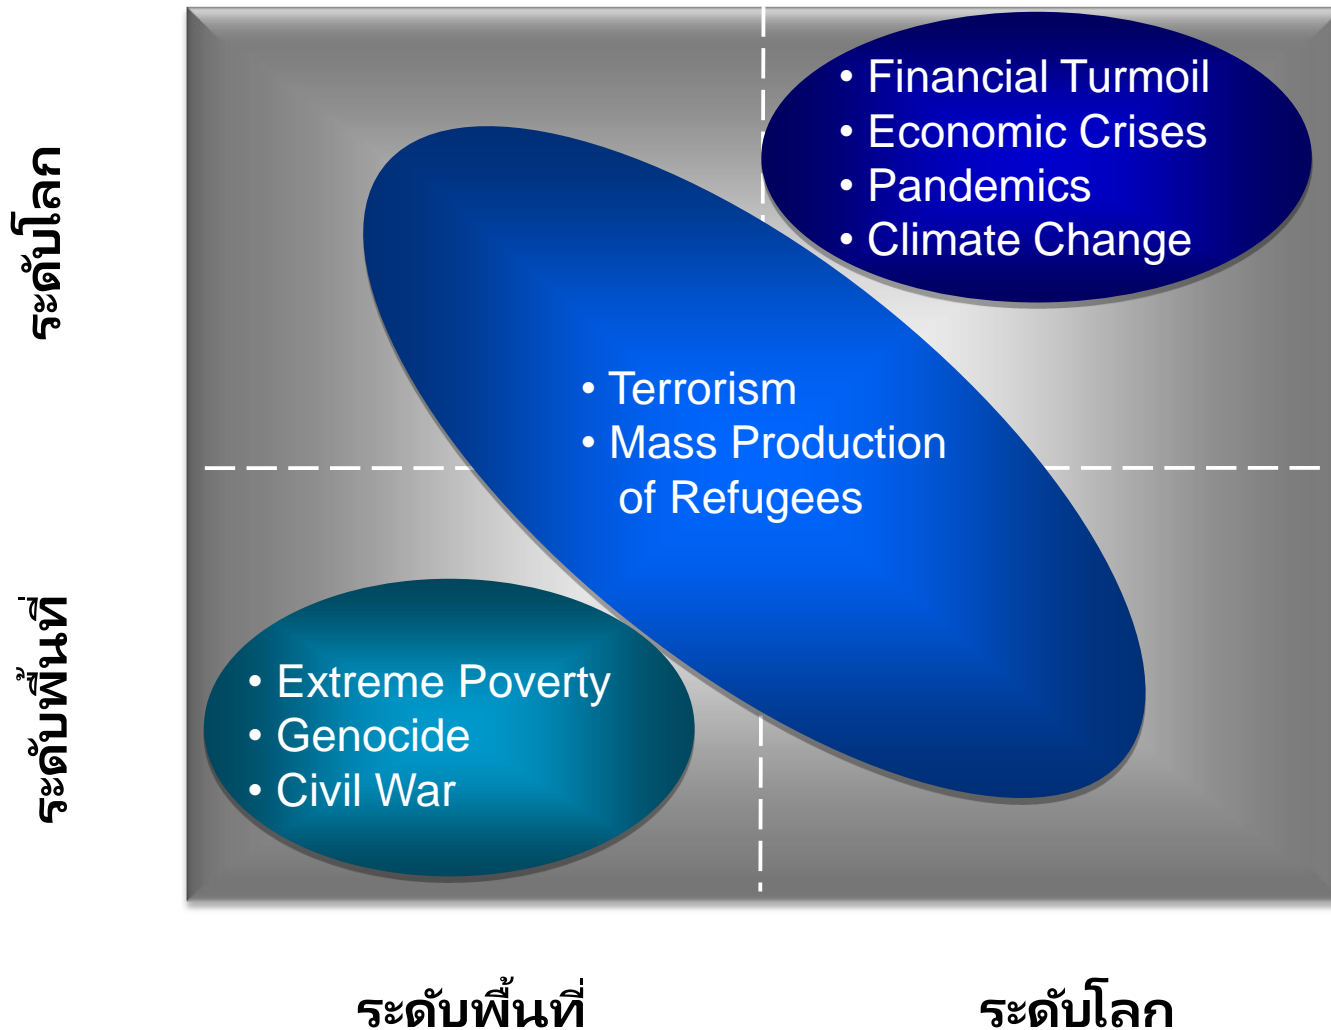 ระดับโลก
• Financial Turmoil
• Economic Crises
• Pandemics
• Climate Change
• Terrorism
• Mass Production
of Refugees
ระดับพื้นที่
• Extreme Poverty
• Genocide
• Civil War
ระดับพื้นที่
ระดับโลก